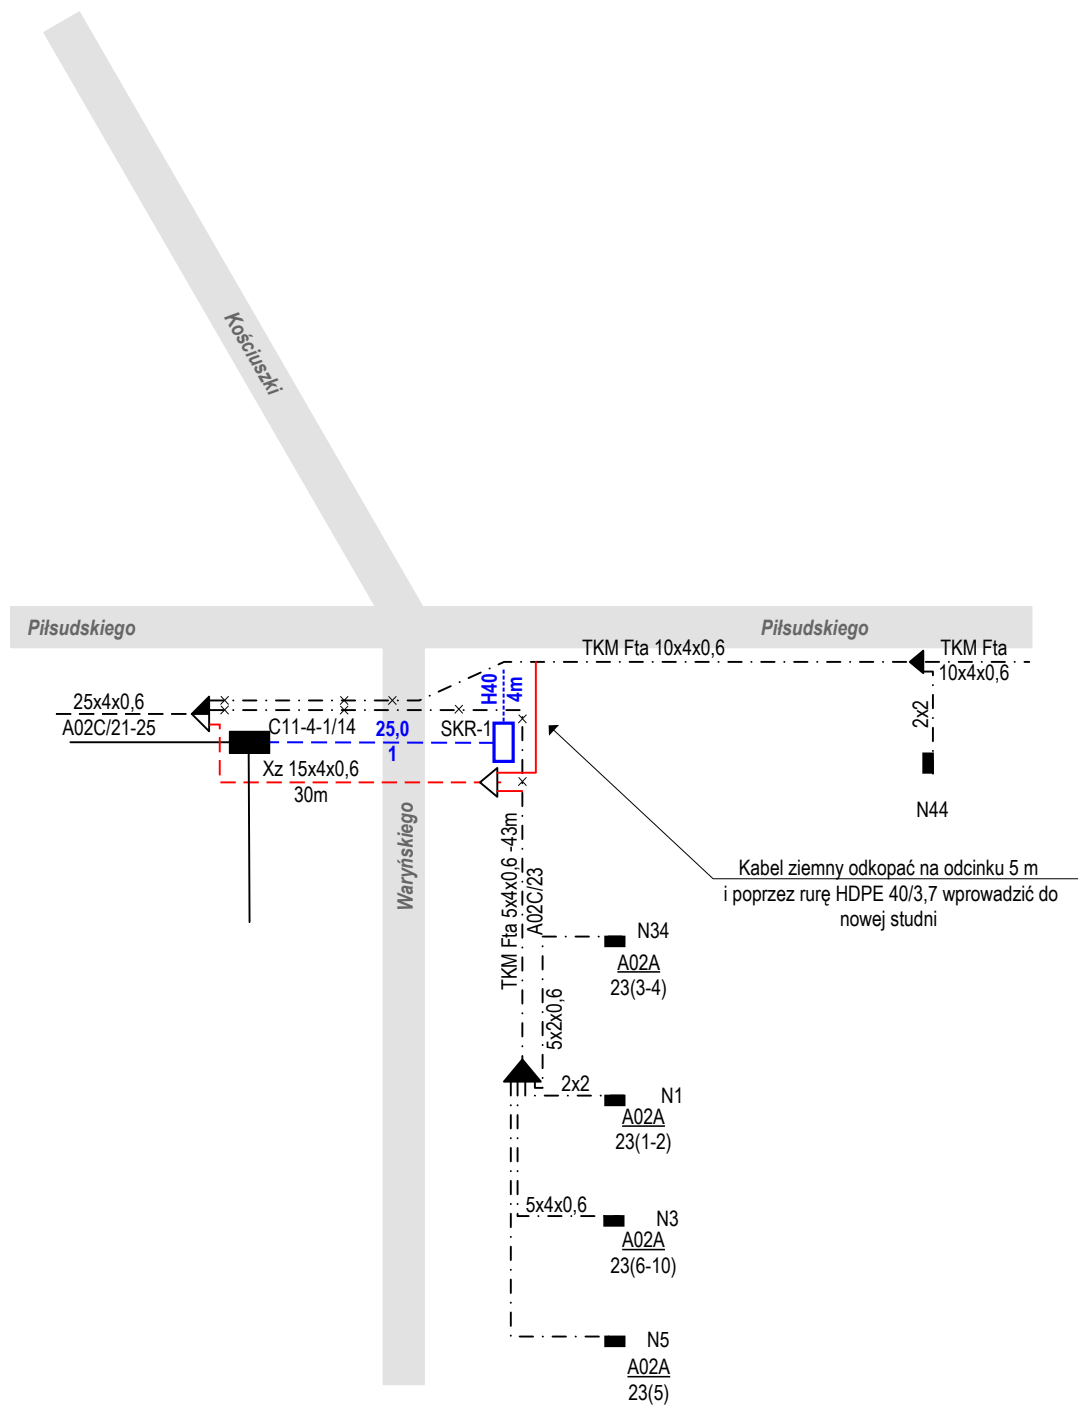 Kościuszki
Piłsudskiego
Piłsudskiego
TKM Fta 10x4x0,6
TKM Fta
10x4x0,6
2x2
N44
25x4x0,6
A02C/21-25
C11-4-1/14
25,0
1
SKR-1
H40
4m
Xz 15x4x0,6
30m
Waryńskiego
TKM Fta 5x4x0,6 -43m
A02C/23
Kabel ziemny odkopać na odcinku 5 m
i poprzez rurę HDPE 40/3,7 wprowadzić do
nowej studni
N34
A02A
23(3-4)
5x2x0,6
2x2
N1
A02A
23(1-2)
5x4x0,6
N3
A02A
23(6-10)
N5
A02A
23(5)